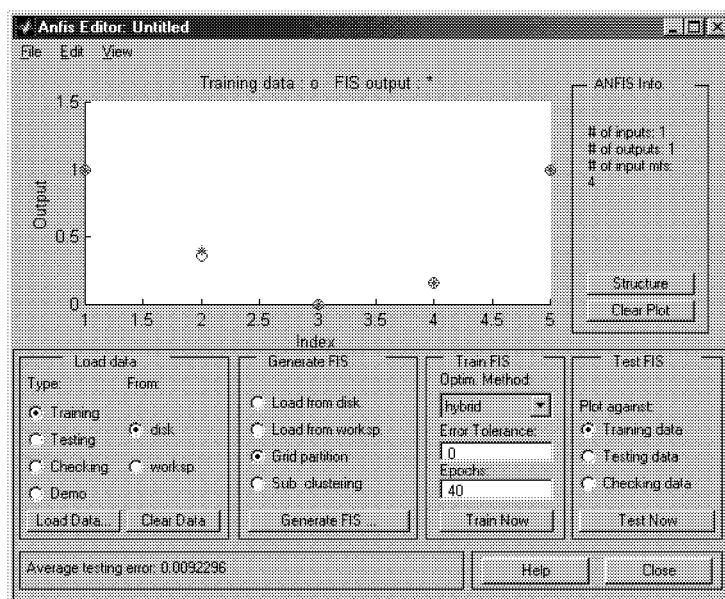 Anfis Editor: Untitled
File Edit View
Training data : o FIS output : *
1.5
1
0.5
0
Output
1 1.5 2 2.5 3 3.5 4 4.5 5
Index
ANFIS Info.
# of inputs: 1
# of outputs: 1
# of input mfs:
4
Structure
Clear Plot
Load data
Type: From:
Training
Testing
Checking
Demo
disk
worksp.
Load Data... Clear Data
Generate FIS
Load from disk
Load from worksp.
Grid partition
Sub. clustering
Generate FIS ...
Train FIS
Optim. Method:
hybrid
Error Tolerance:
0
Epochs:
40
Train Now
Test FIS
Plot against:
Training data
Testing data
Checking data
Test Now
Average testing error: 0.0092296
Help Close